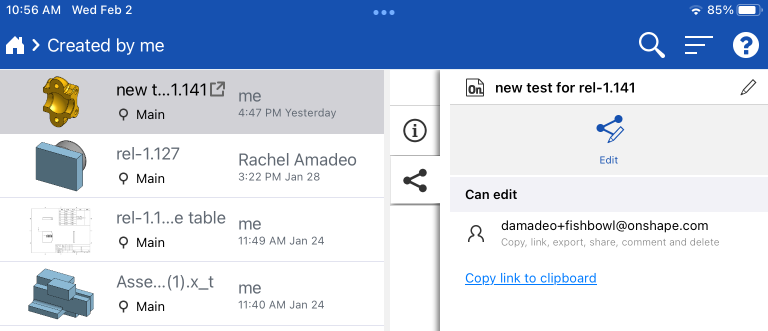 10:56 AM Wed Feb 2
85%
Created by me
?
new t...1.141
me
Main
4:47 PM Yesterday
rel-1.127
Rachel Amadeo
Main
3:22 PM Jan 28
rel-1.1...e table
me
Main
11:49 AM Jan 24
Asse...(1).x_t
me
Main
11:40 AM Jan 24
i
On
new test for rel-1.141
Edit
Can edit
damadeo+fishbowl@onshape.com
Copy, link, export, share, comment and delete
Copy link to clipboard